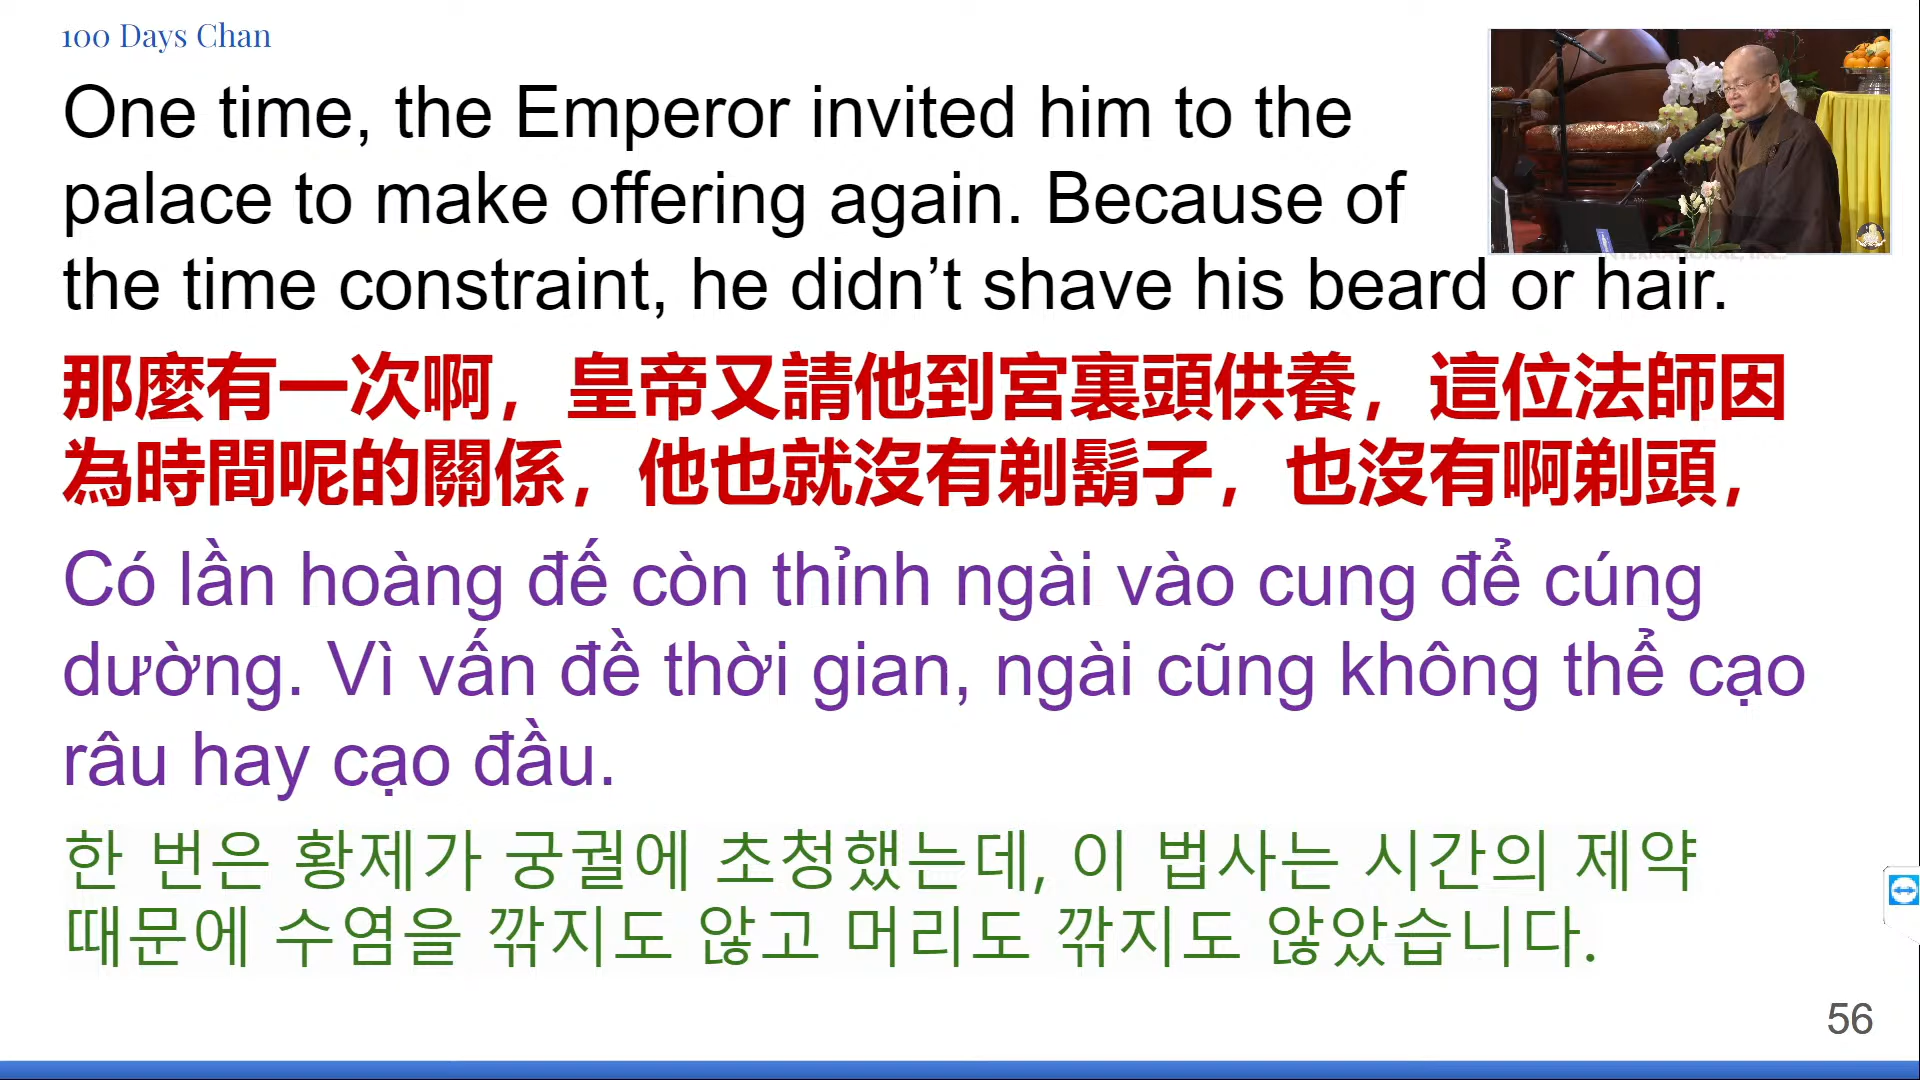 100 Days Chan
One time, the Emperor invited him to the
palace to make offering again. Because of
the time constraint, he didn’t shave his beard or hair.
那麼有一次啊，皇帝又請他到宮裏頭供養，這位法師因
為時間呢的關係，他也就沒有剃鬍子，也沒有啊剃頭，
Có lần hoàng đế còn thỉnh ngài vào cung để cúng
dường. Vì vấn đề thời gian, ngài cũng không thể cạo
râu hay cạo đầu.
한 번은 황제가 궁궐에 초청했는데, 이 법사는 시간의 제약
때문에 수염을 깎지도 않고 머리도 깎지도 않았습니다.
56